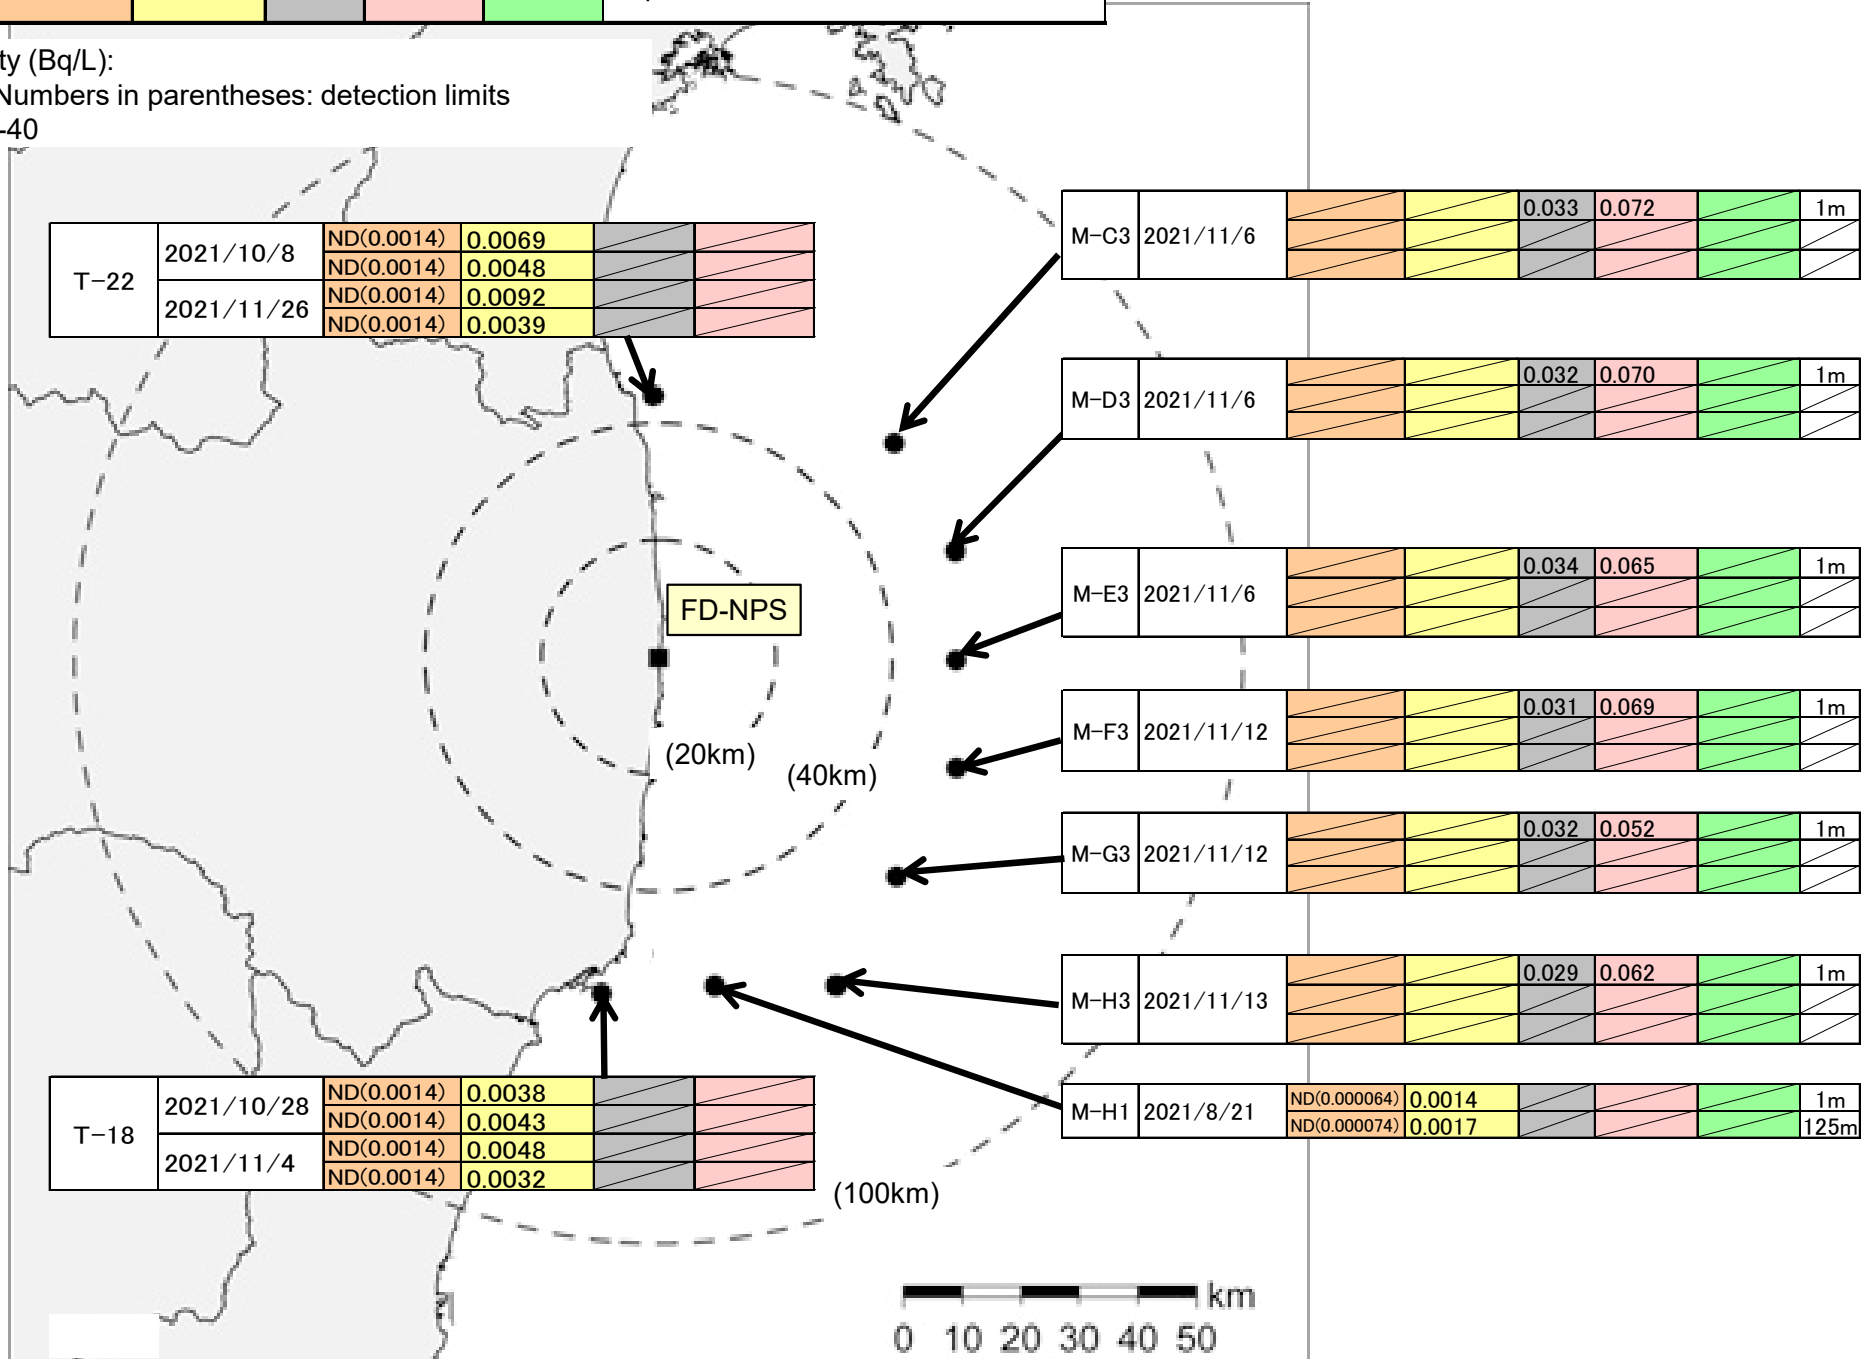 ty (Bq/L):
Numbers in parentheses: detection limits
-40
T-22
2021/10/8
ND(0.0014) 0.0069
ND(0.0014) 0.0048
2021/11/26
ND(0.0014) 0.0092
ND(0.0014) 0.0039
M-C3 2021/11/6 0.033 0.072 1m
M-D3 2021/11/6 0.032 0.070 1m
M-E3 2021/11/6 0.034 0.065 1m
FD-NPS
M-F3 2021/11/12 0.031 0.069 1m
(20km)
(40km)
M-G3 2021/11/12 0.032 0.052 1m
M-H3 2021/11/13 0.029 0.062 1m
M-H1 2021/8/21
ND(0.000064) 0.0014 1m
ND(0.000074) 0.0017 125m
T-18
2021/10/28
ND(0.0014) 0.0038
ND(0.0014) 0.0043
2021/11/4
ND(0.0014) 0.0048
ND(0.0014) 0.0032
(100km)
km
0 10 20 30 40 50